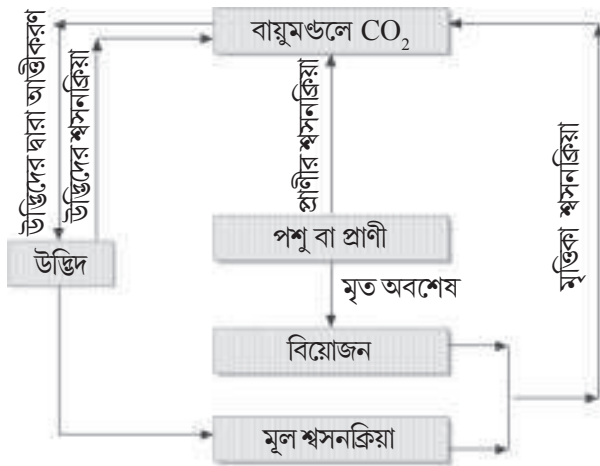 বায়ুমণ্ডলে CO₂
উদ্ভিদের দ্বারা আত্তীকরণ
উদ্ভিদের শ্বসনক্রিয়া
প্রাণীর শ্বসনক্রিয়া
মৃত্তিকা শ্বসনক্রিয়া
পশু বা প্রাণী
উদ্ভিদ
মৃত অবশেষ
বিয়োজন
মূল শ্বসনক্রিয়া